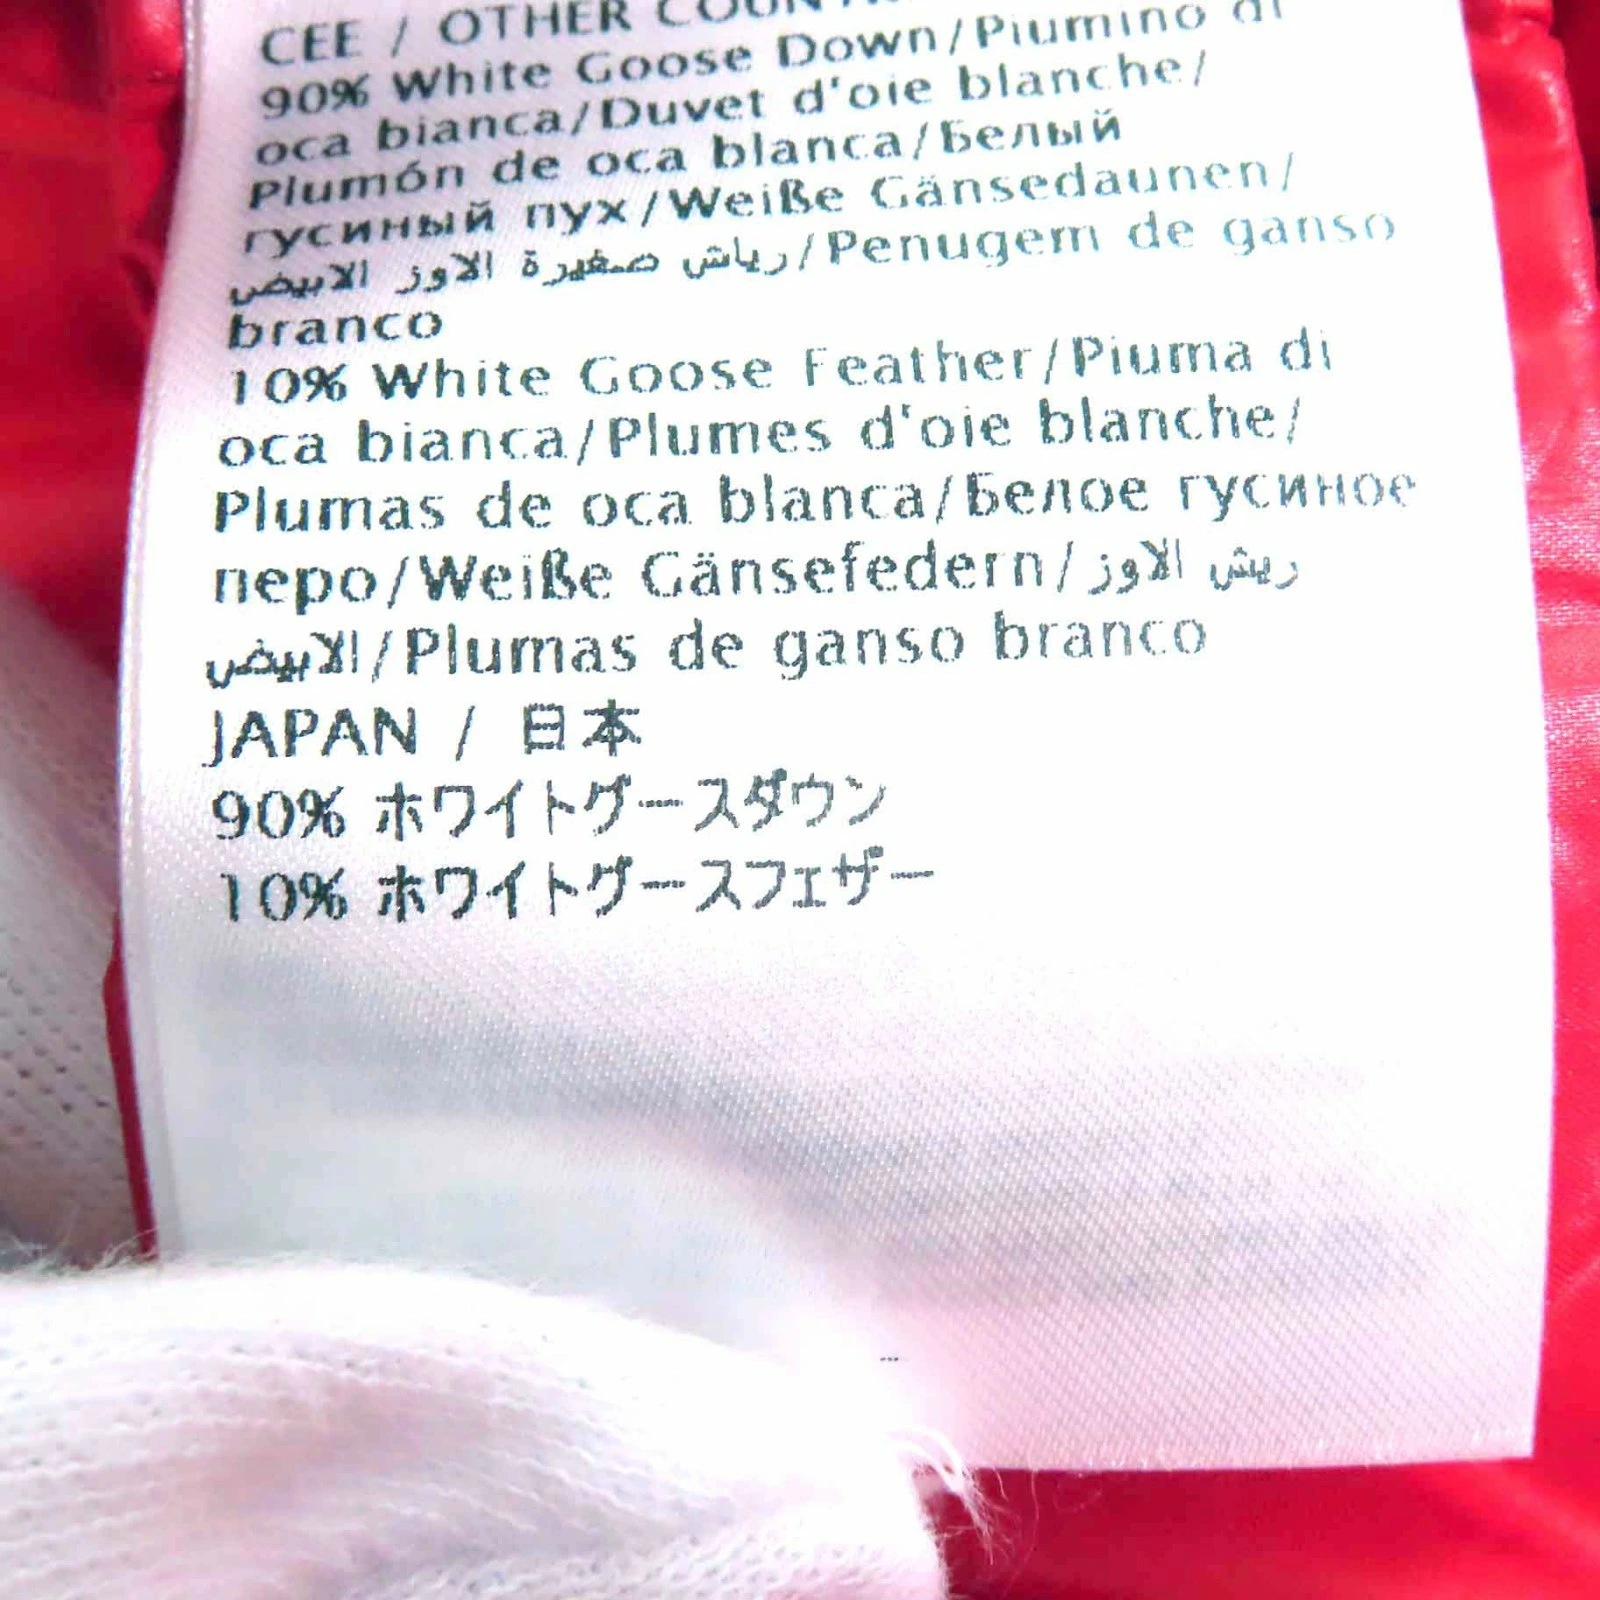 CEE / OTHER COUN
90% White Goose Down/Piumino di
oca bianca/Duvet d'oie blanche/
Plumón de oca blanca/Белый
гусиный пух/Weiße Gänsedaunen/
رياش صغيرة الاوز الابيض/Penugem de ganso
branco
10% White Goose Feather/Piuma di
oca bianca/Plumes d'oie blanche/
Plumas de oca blanca/Белое гусиное
перо/Weiße Gänsefedern/ريش الاوز
الابيض/Plumas de ganso branco
JAPAN / 日本
90% ホワイトグースダウン
10% ホワイトグースフェザー